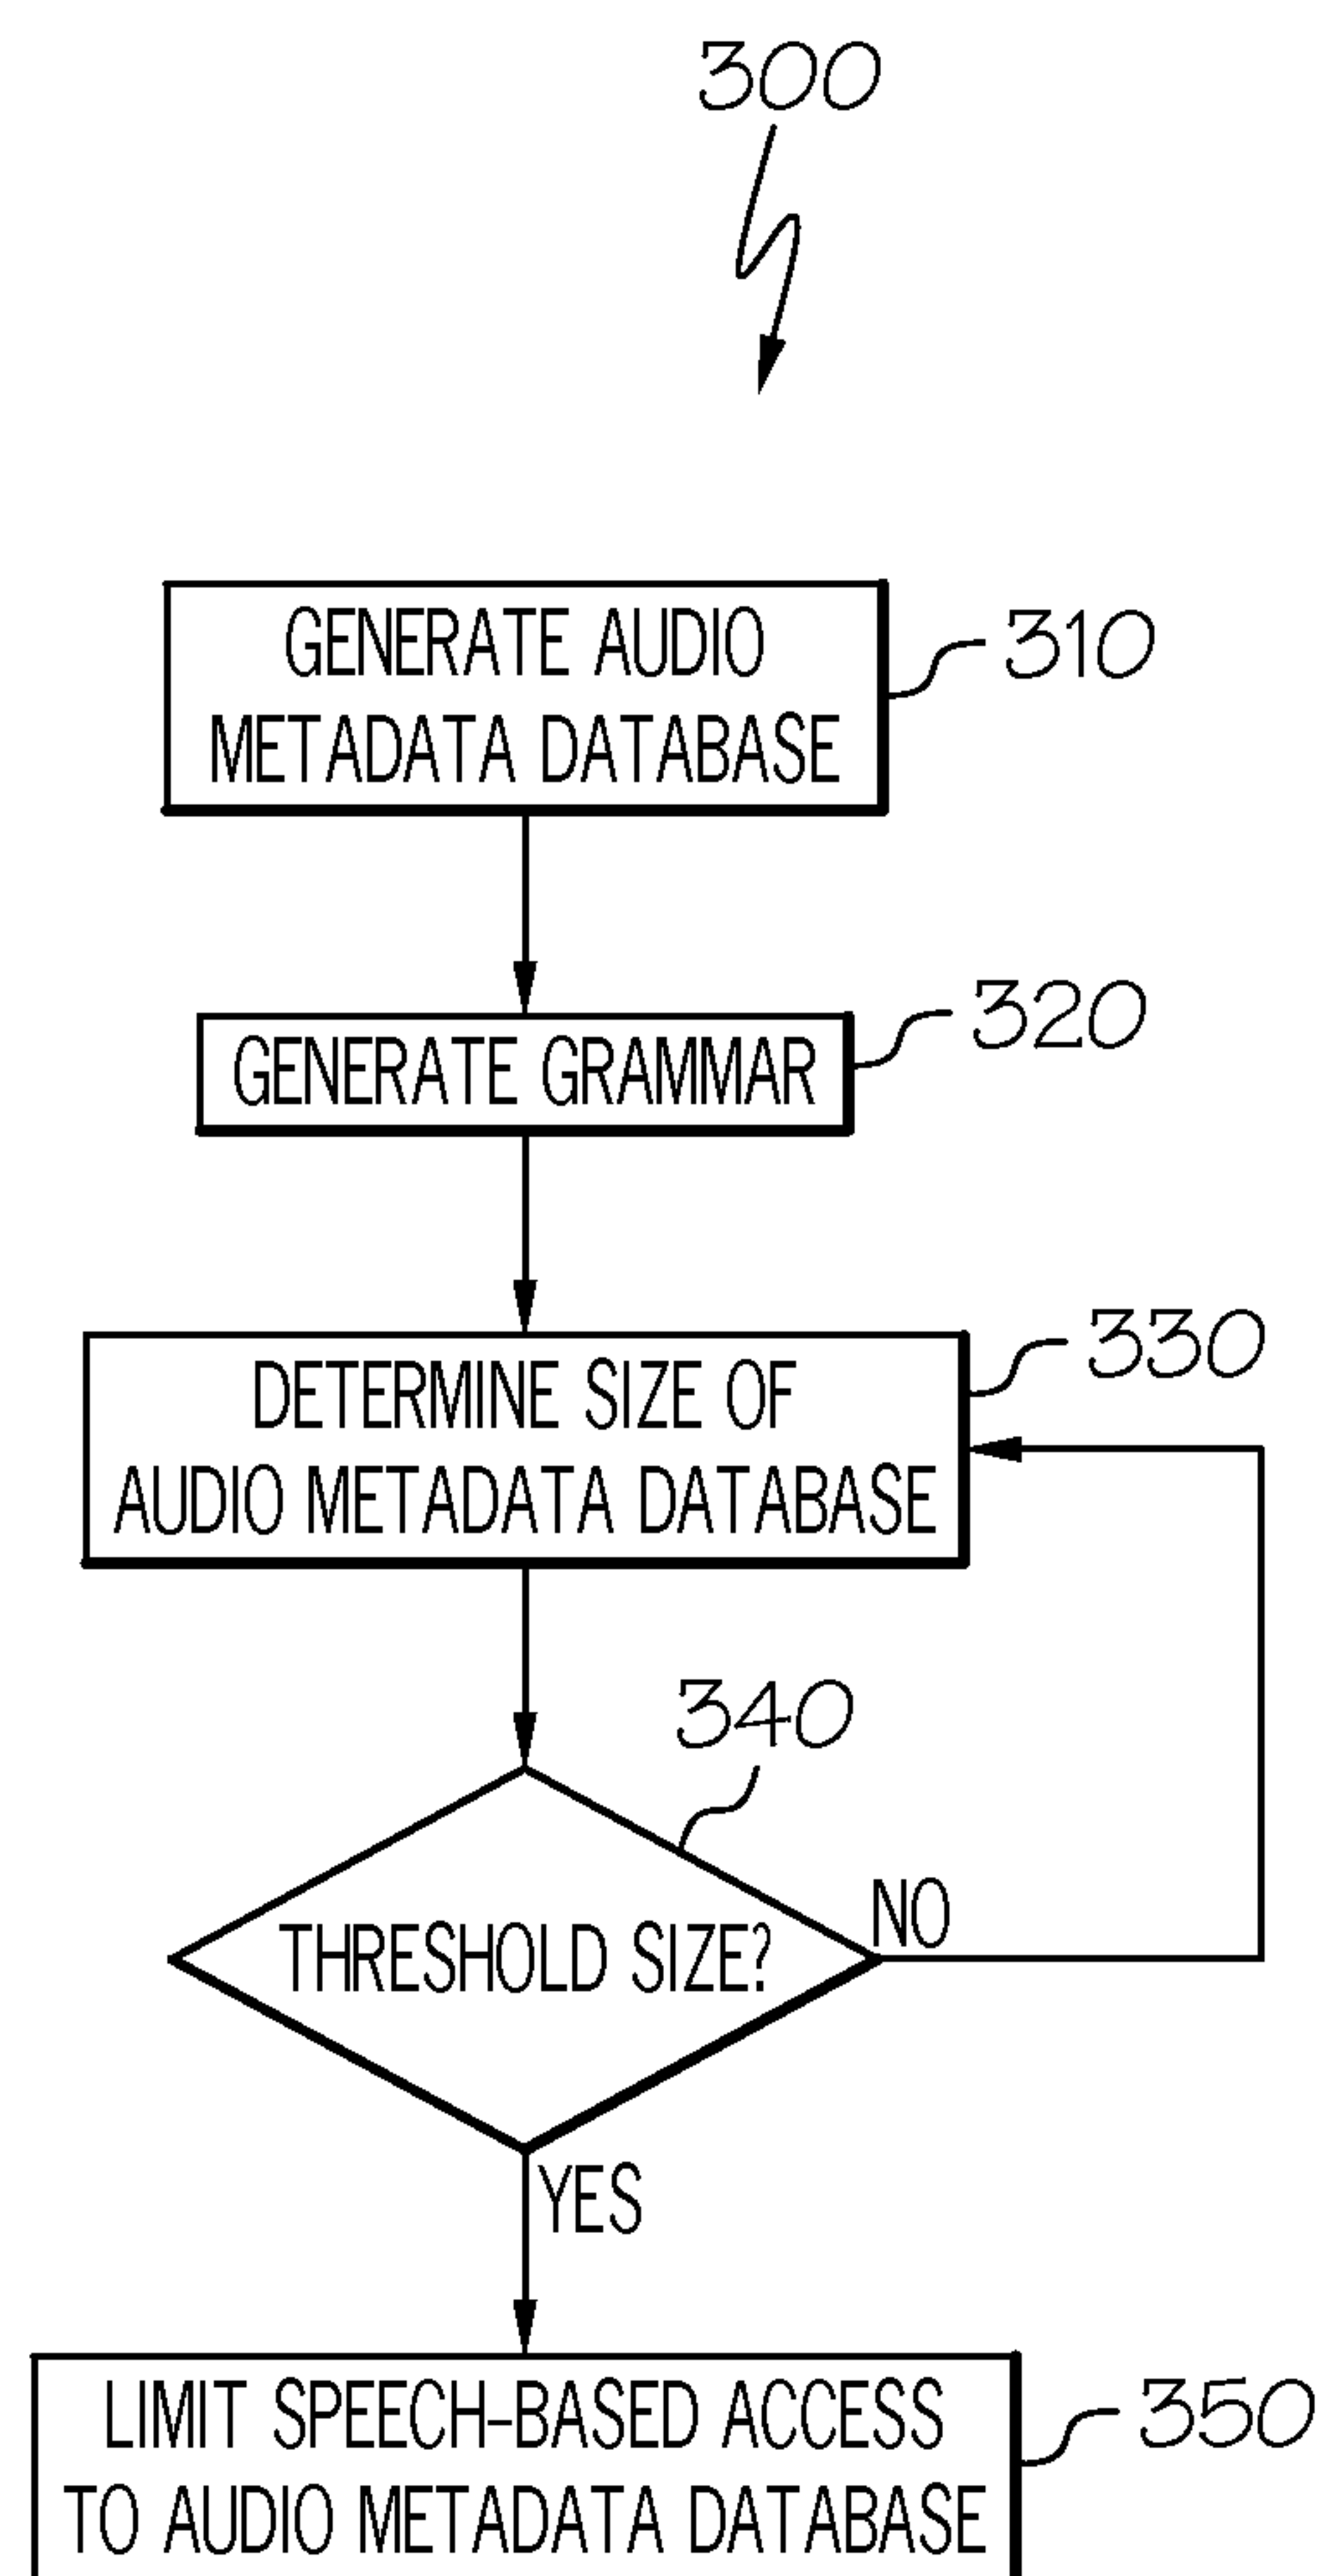 300
GENERATE AUDIO
METADATA DATABASE
310
GENERATE GRAMMAR
320
DETERMINE SIZE OF
AUDIO METADATA DATABASE
330
340
THRESHOLD SIZE?
NO
YES
LIMIT SPEECH-BASED ACCESS
TO AUDIO METADATA DATABASE
350